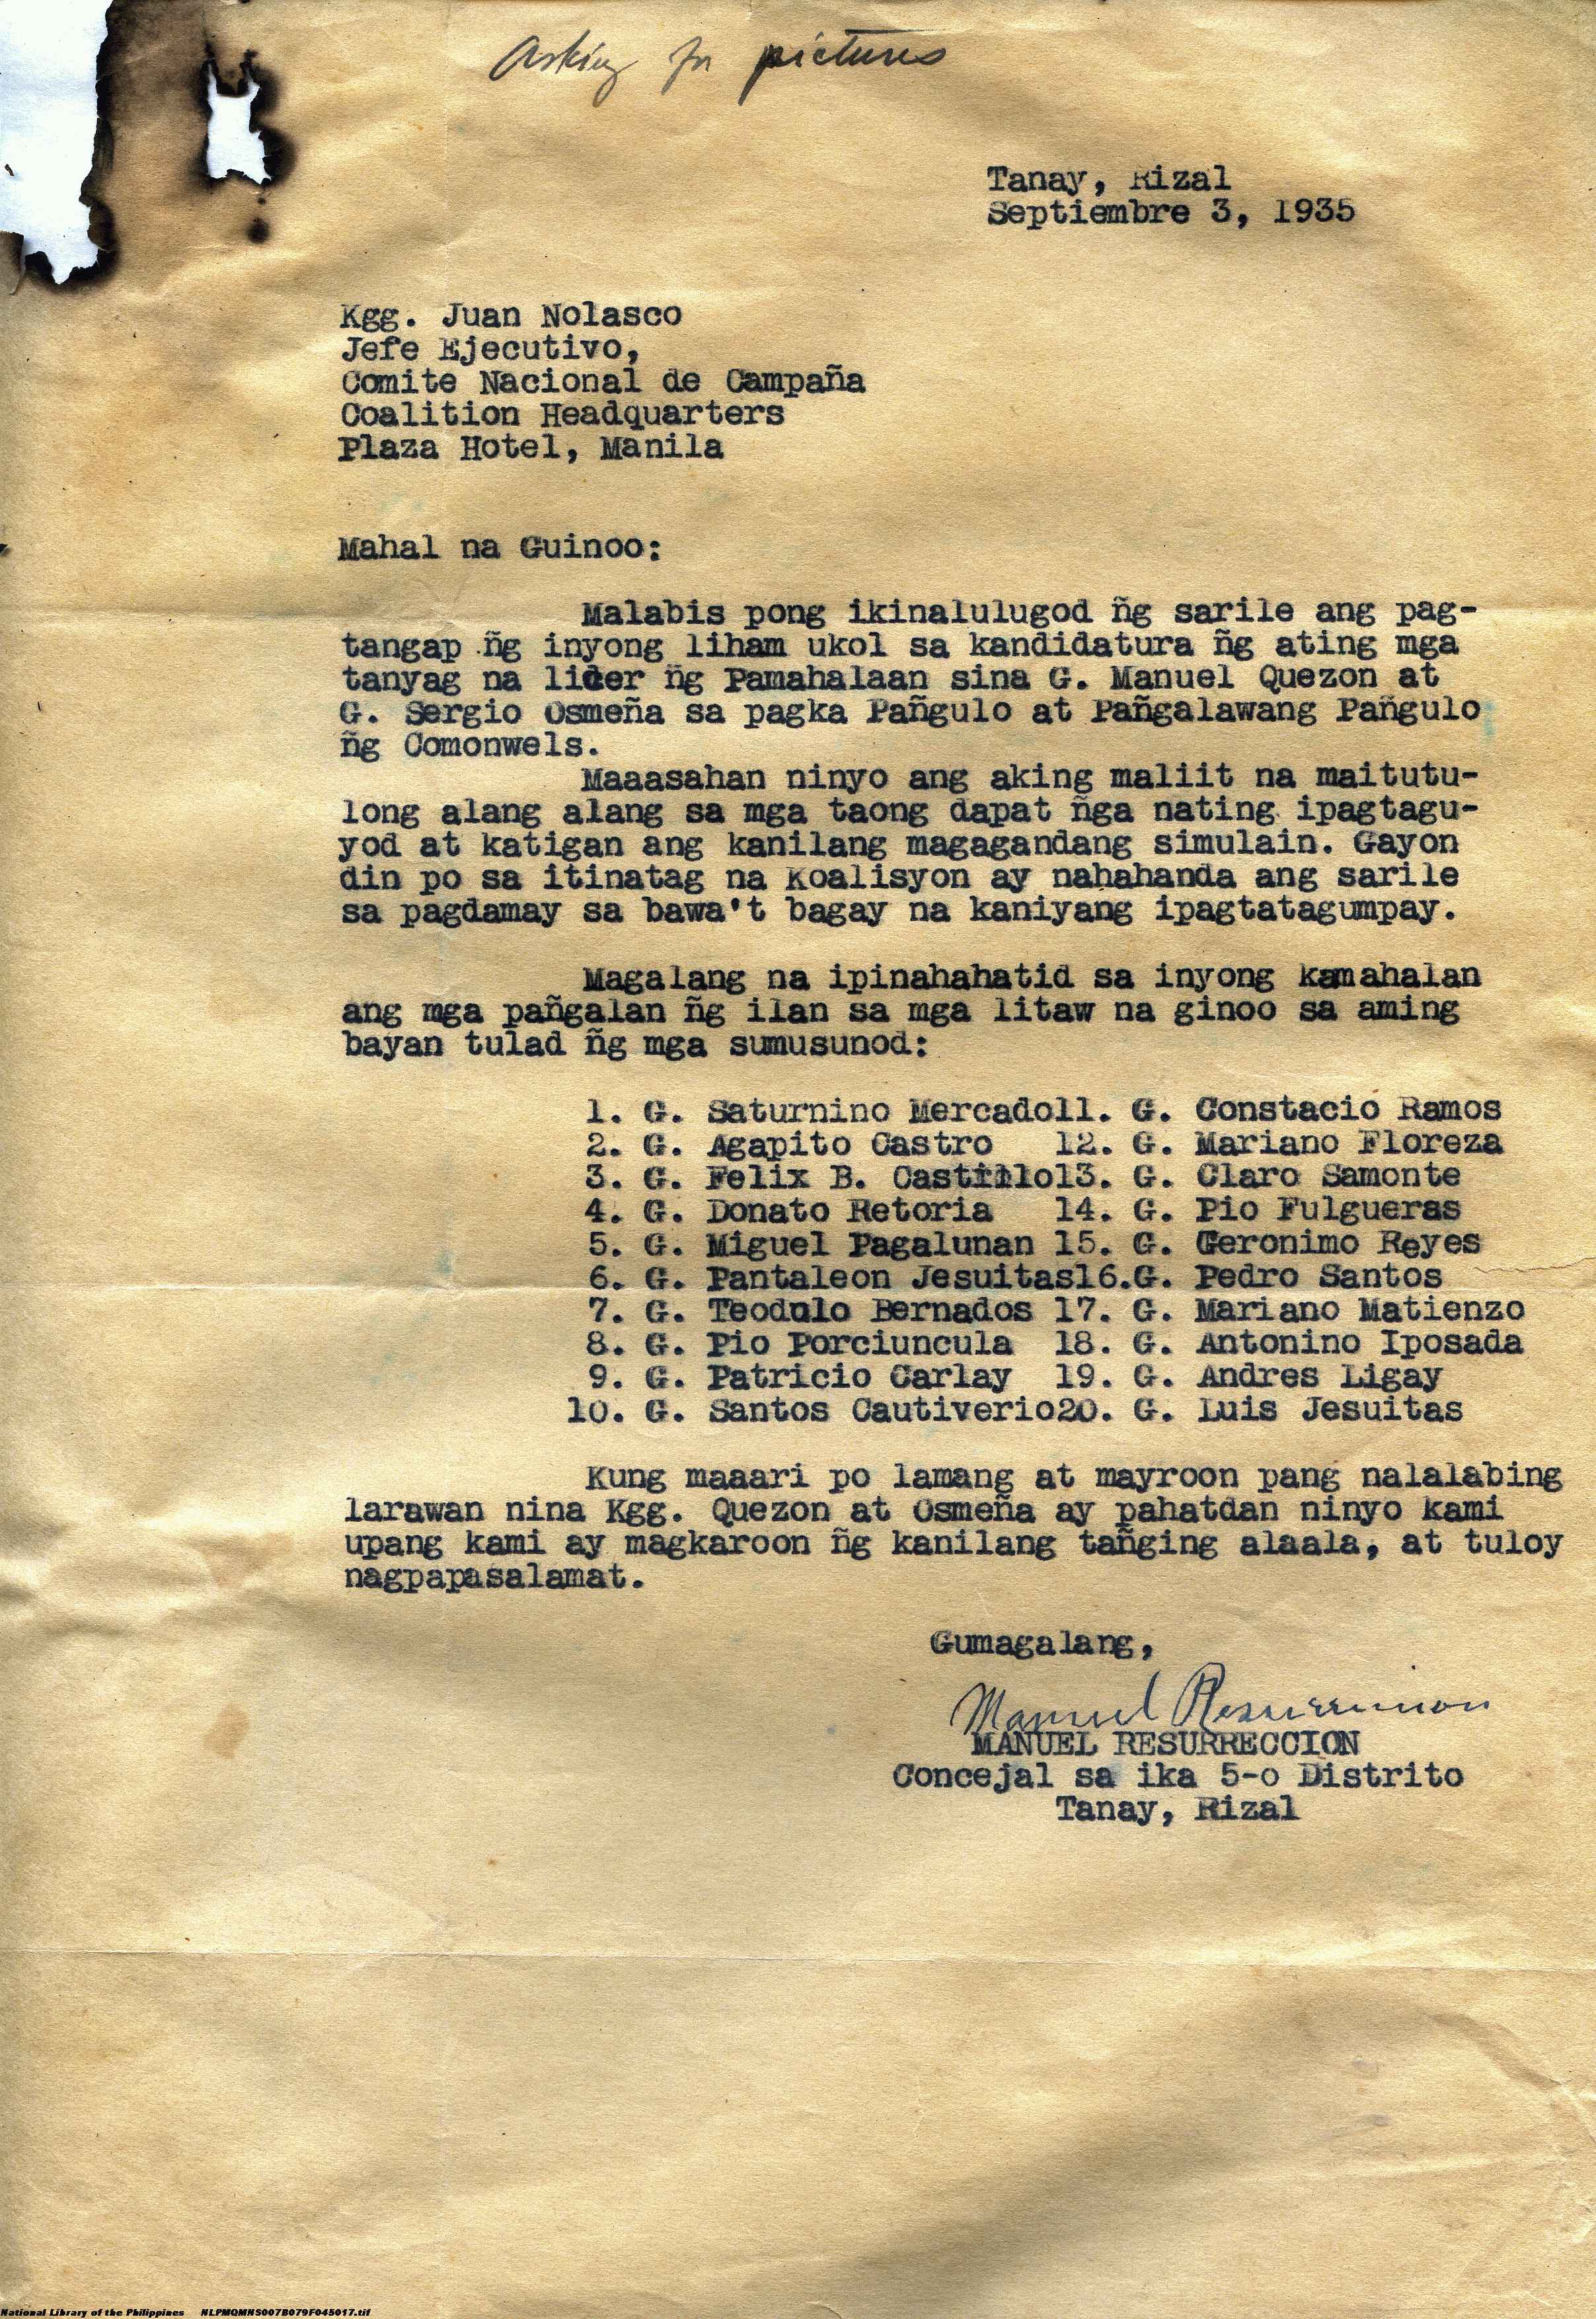 Asking for pictures
Tanay, Rizal
Septiembre 3, 1935
Kgg. Juan Nolasco
Jefe Ejecutivo,
Comite Nacional de Campaña
Coalition Headquarters
Plaza Hotel, Manila
Mahal na Guinoo:
Malabis pong ikinalulugod ñg sarile ang pag-
tangap ñg inyong liham ukol sa kandidatura ñg ating mga
tanyag na lider ñg Pamahalaan sina G. Manuel Quezon at
G. Sergio Osmeña sa pagka Pañgulo at Pañgalawang Pañgulo
ñg Comonwels.
Maaasahan ninyo ang aking maliit na maitutu-
long alang alang sa mga taong dapat ñga nating ipagtagu-
yod at katigan ang kanilang magagandang simulain. Gayon
din po sa itinatag na Koalisyon ay nahahanda ang sarile
sa pagdamay sa bawa't bagay na kaniyang ipagtatagumpay.
Magalang na ipinahahatid sa inyong kamahalan
ang mga pañgalan ñg ilan sa mga litaw na ginoo sa aming
bayan tulad ñg mga sumusunod:
1. G. Saturnino Mercado11. G. Constacio Ramos
2. G. Agapito Castro 12. G. Mariano Floreza
3. G. Felix B. Castillo13. G. Claro Samonte
4. G. Donato Retoria 14. G. Pio Fulgueras
5. G. Miguel Pagalunan 15. G. Geronimo Reyes
6. G. Pantaleon Jesuitas16.G. Pedro Santos
7. G. Teodulo Bernados 17. G. Mariano Matienzo
8. G. Pio Porciuncula 18. G. Antonino Iposada
9. G. Patricio Carlay 19. G. Andres Ligay
10. G. Santos Cautiverio20. G. Luis Jesuitas
Kung maaari po lamang at mayroon pang nalalabing
larawan nina Kgg. Quezon at Osmeña ay pahatdan ninyo kami
upang kami ay magkaroon ñg kanilang tañging alaala, at tuloy
nagpapasalamat.
Gumagalang,
Manuel Resurreccion
MANUEL RESURRECCION
Concejal sa ika 5-o Distrito
Tanay, Rizal
National Library of the Philippines NLPMQMNS007B079F045017.tif